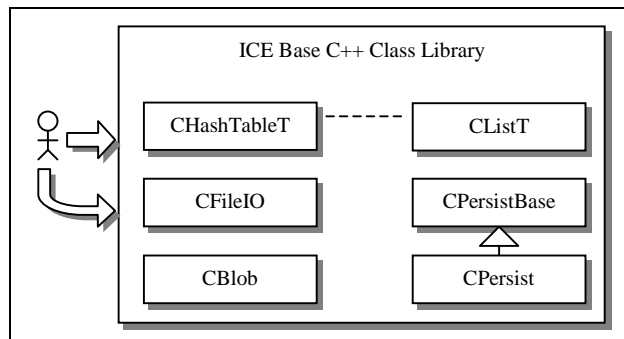 ICE Base C++ Class Library
CHashTableT
CListT
CFileIO
CPersistBase
CBlob
CPersist